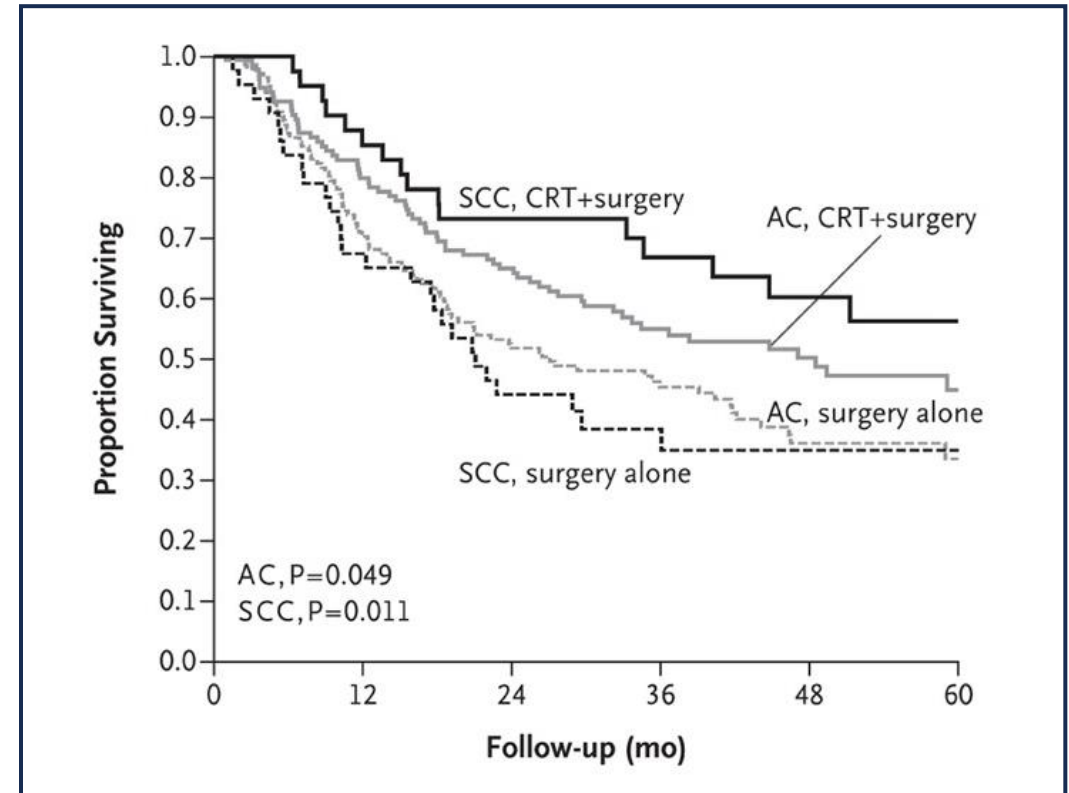 1.0
0.9
0.8
0.7
0.6
0.5
0.4
0.3
0.2
0.1
0.0
Proportion Surviving
SCC, CRT+surgery
AC, CRT+surgery
AC, surgery alone
SCC, surgery alone
AC, P=0.049
SCC, P=0.011
0 12 24 36 48 60
Follow-up (mo)